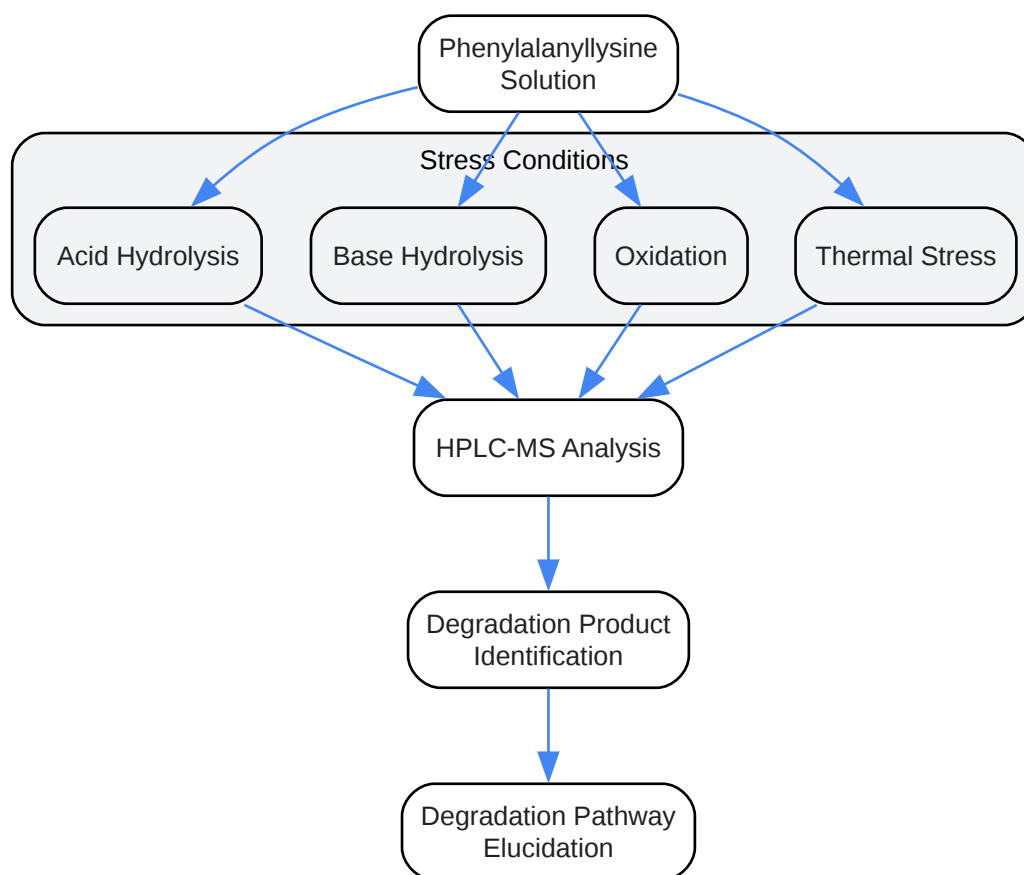 Phenylalanyllysine
Solution
Stress Conditions
Acid Hydrolysis
Base Hydrolysis
Oxidation
Thermal Stress
HPLC-MS Analysis
Degradation Product
Identification
Degradation Pathway
Elucidation